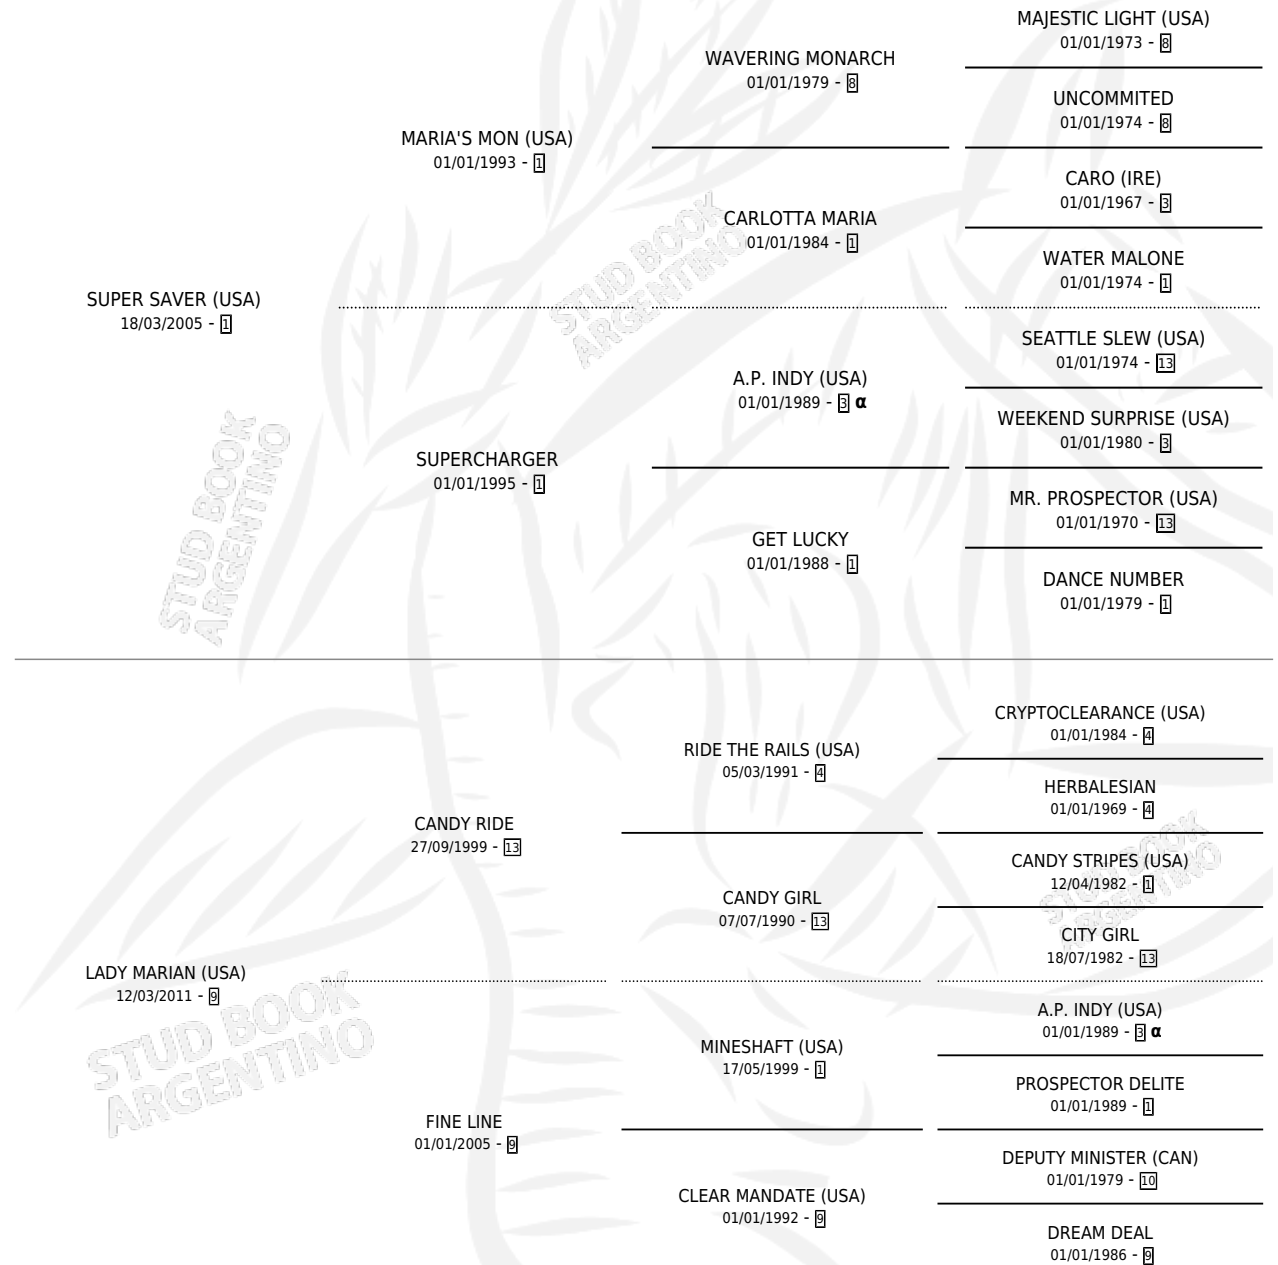 MAJESTIC LIGHT (USA)
01/01/1973 - 8
WAVERING MONARCH
01/01/1979 - 8
UNCOMMITED
01/01/1974 - 8
MARIA'S MON (USA)
01/01/1993 - 1
CARO (IRE)
01/01/1967 - 3
CARLOTTA MARIA
01/01/1984 - 1
WATER MALONE
01/01/1974 - 1
SUPER SAVER (USA)
18/03/2005 - 1
SEATTLE SLEW (USA)
01/01/1974 - 13
A.P. INDY (USA)
01/01/1989 - 3 α
WEEKEND SURPRISE (USA)
01/01/1980 - 3
SUPERCHARGER
01/01/1995 - 1
MR. PROSPECTOR (USA)
01/01/1970 - 13
GET LUCKY
01/01/1988 - 1
DANCE NUMBER
01/01/1979 - 1
CRYPTOCLEARANCE (USA)
01/01/1984 - 4
RIDE THE RAILS (USA)
05/03/1991 - 4
HERBALESIAN
01/01/1969 - 4
CANDY RIDE
27/09/1999 - 13
CANDY STRIPES (USA)
12/04/1982 - 1
CANDY GIRL
07/07/1990 - 13
CITY GIRL
18/07/1982 - 13
LADY MARIAN (USA)
12/03/2011 - 9
A.P. INDY (USA)
01/01/1989 - 3 α
MINESHAFT (USA)
17/05/1999 - 1
PROSPECTOR DELITE
01/01/1989 - 1
FINE LINE
01/01/2005 - 9
DEPUTY MINISTER (CAN)
01/01/1979 - 10
CLEAR MANDATE (USA)
01/01/1992 - 9
DREAM DEAL
01/01/1986 - 9
STUD BOOK
ARGENTINO
STUD BOOK
ARGENTINO
STUD BOOK
ARGENTINO
STUD BOOK
ARGENTINO